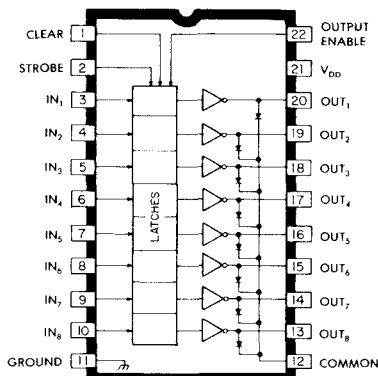 CLEAR 1 22 OUTPUT ENABLE
STROBE 2 21 VDD
IN1 3 20 OUT1
IN2 4 19 OUT2
IN3 5 18 OUT3
IN4 6 17 OUT4
IN5 7 16 OUT5
IN6 8 15 OUT6
IN7 9 14 OUT7
IN8 10 13 OUT8
GROUND 11 12 COMMON
LATCHES